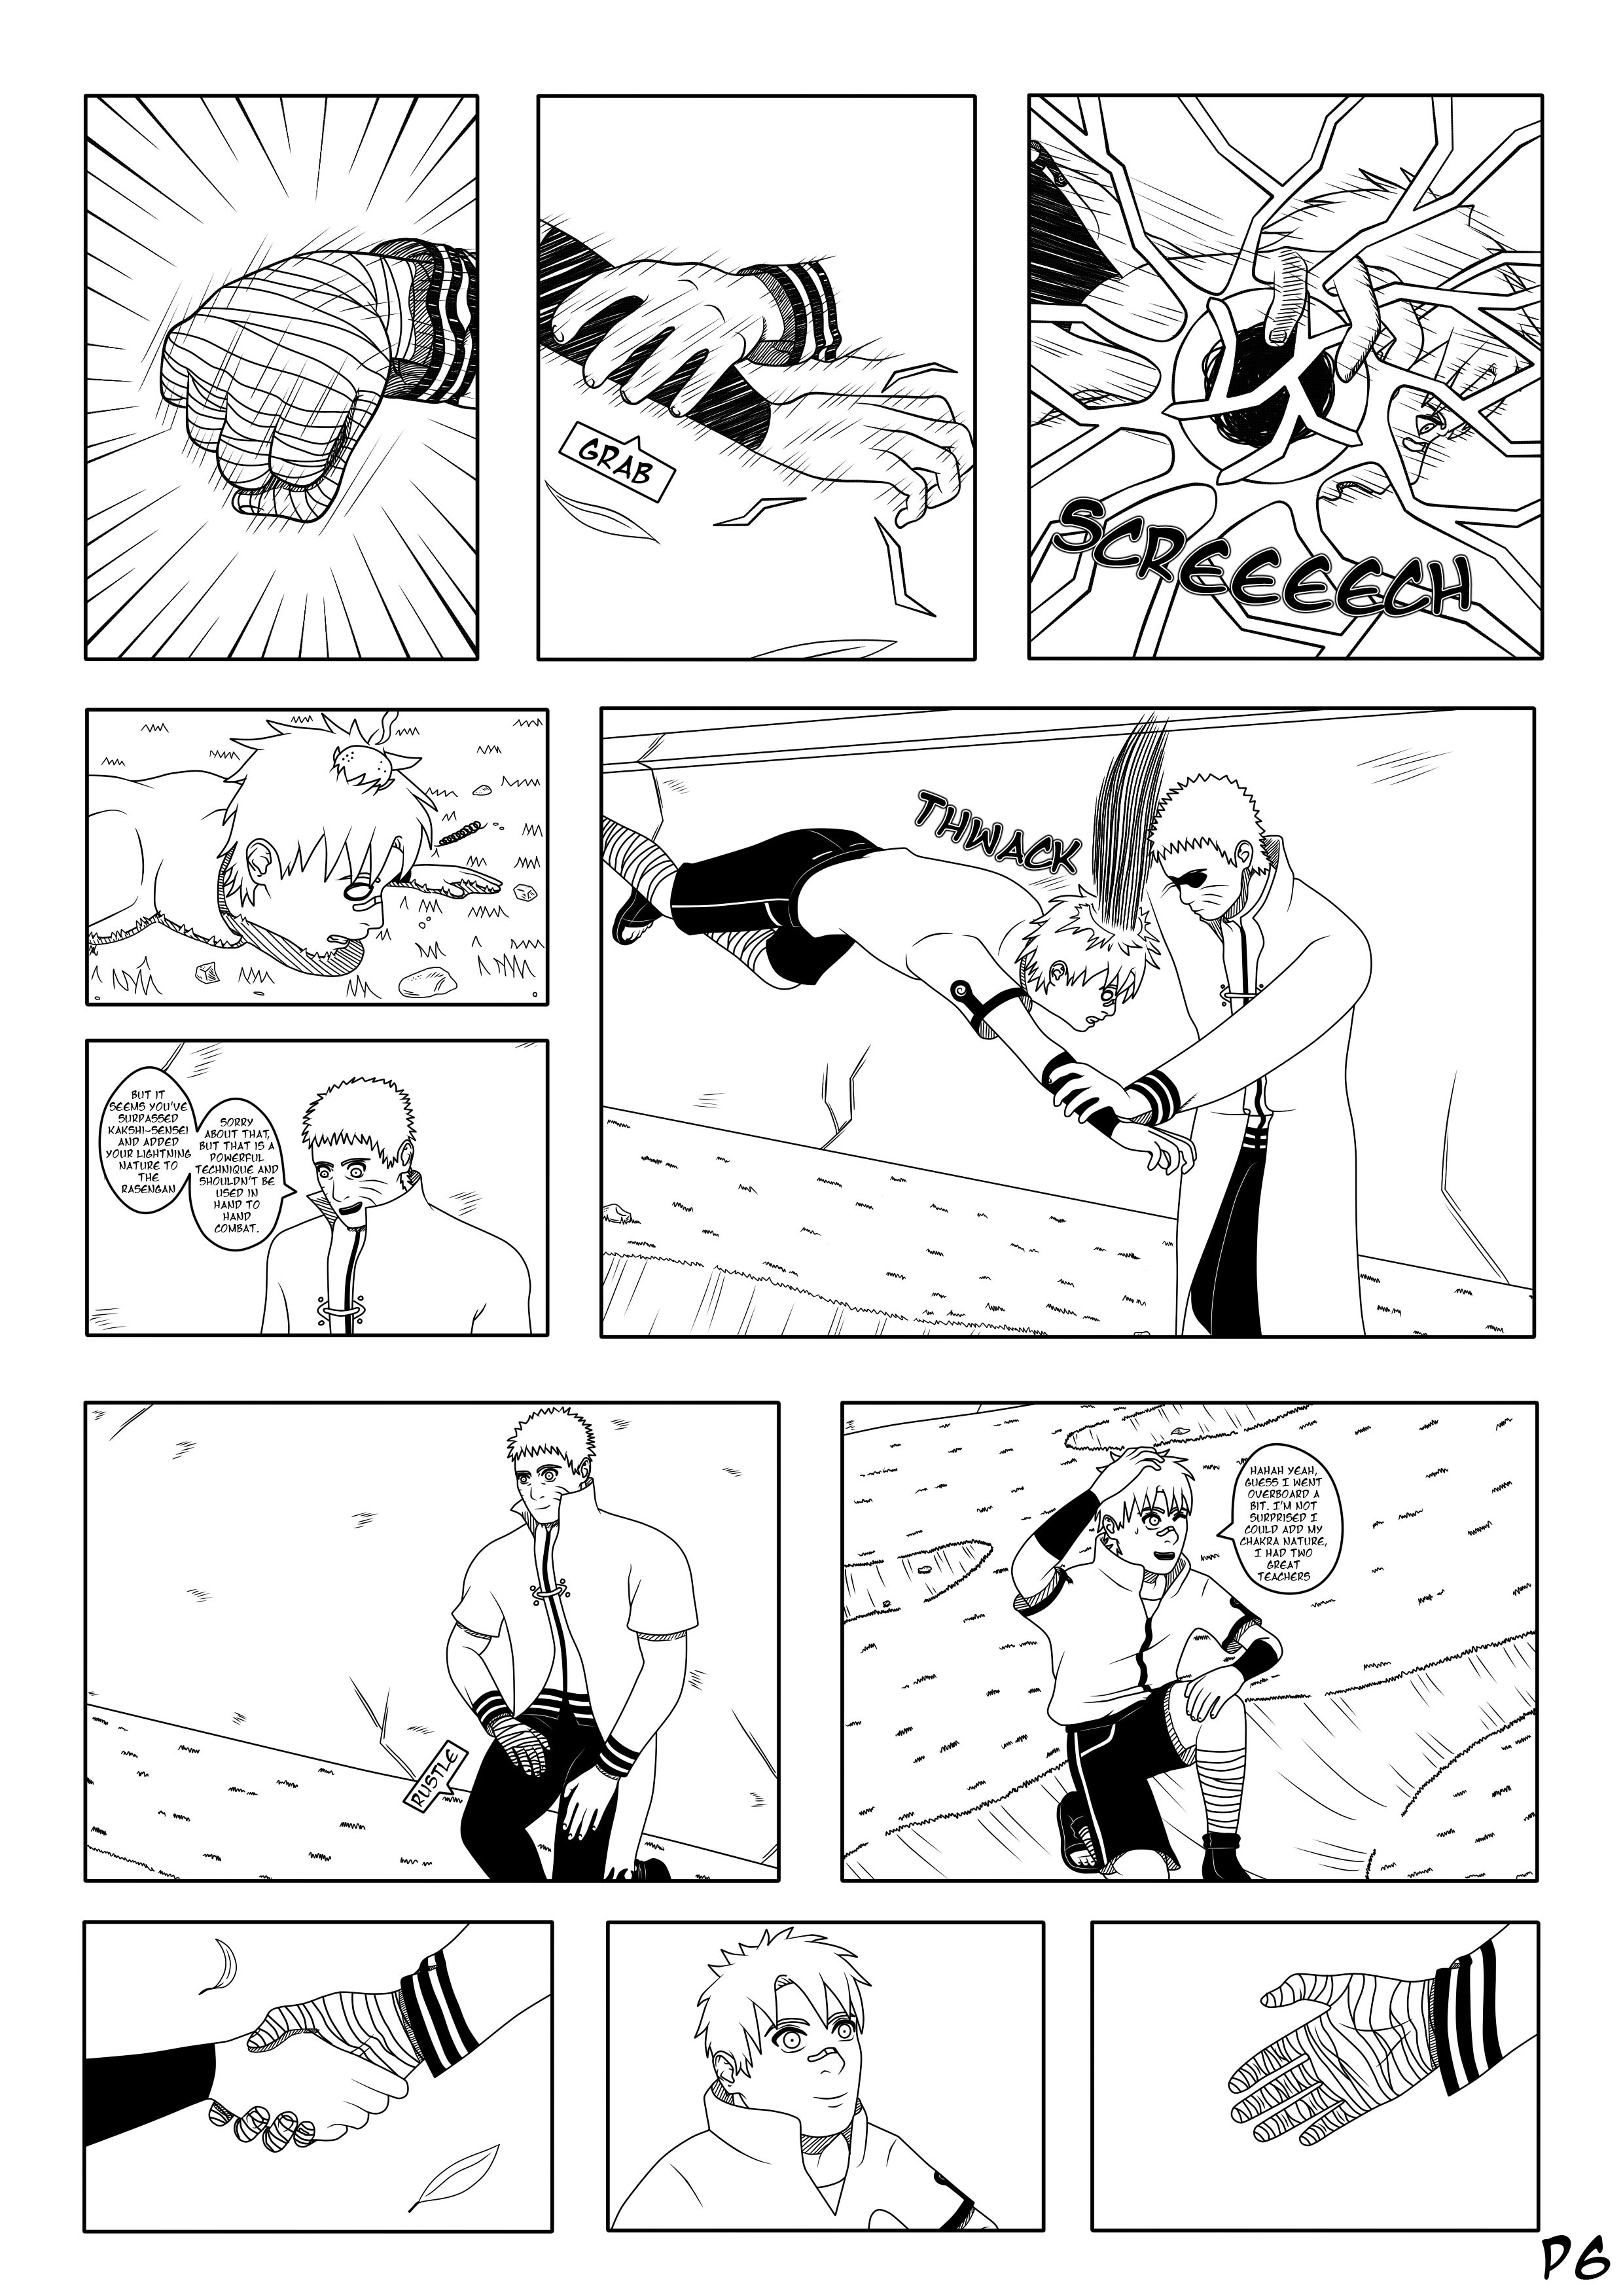 SCREEEECH
GRAB
THWACK
SORRY
ABOUT THAT,
BUT THAT IS A
POWERFUL
TECHNIQUE AND
SHOULDN'T BE
USED IN
HAND TO
HAND
COMBAT.
BUT IT
SEEMS YOU'VE
SURPASSED
KAKSHI-SENSEI
AND ADDED
YOUR LIGHTNING
NATURE TO
THE
RASENGAN
HAHAH YEAH,
GUESS I WENT
OVERBOARD A
BIT. I'M NOT
SURPRISED I
COULD ADD MY
CHAKRA NATURE,
I HAD TWO
GREAT
TEACHERS
RUSTLE
P6